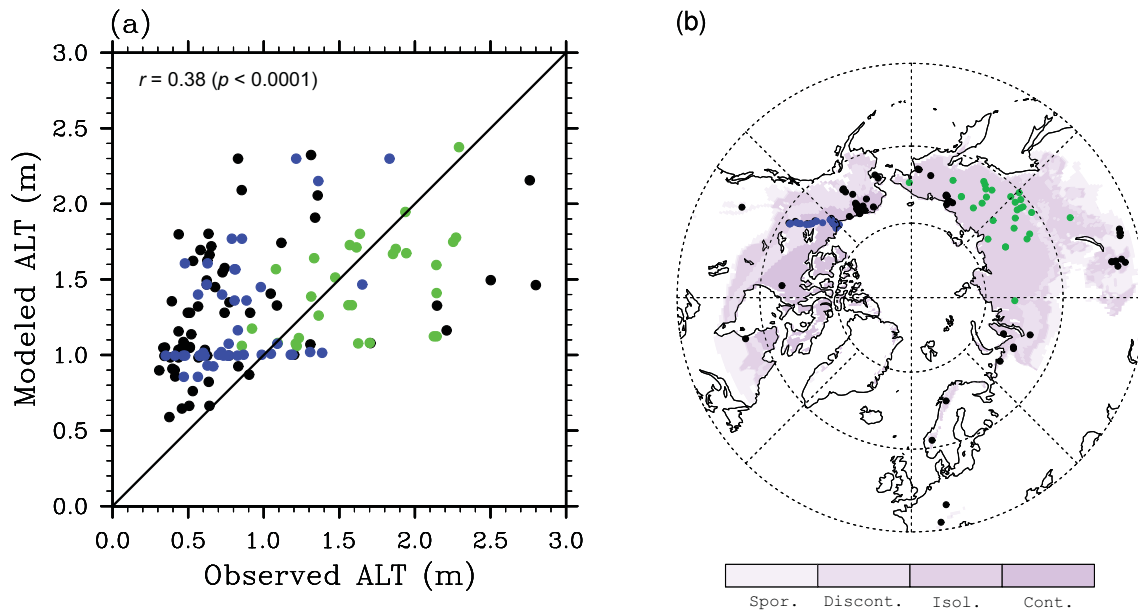 (a)
(b)
r = 0.38 (p < 0.0001)
Modeled ALT (m)
3.0
2.5
2.0
1.5
1.0
0.5
0.0
0.0 0.5 1.0 1.5 2.0 2.5 3.0
Observed ALT (m)
Spor. Discont. Isol. Cont.